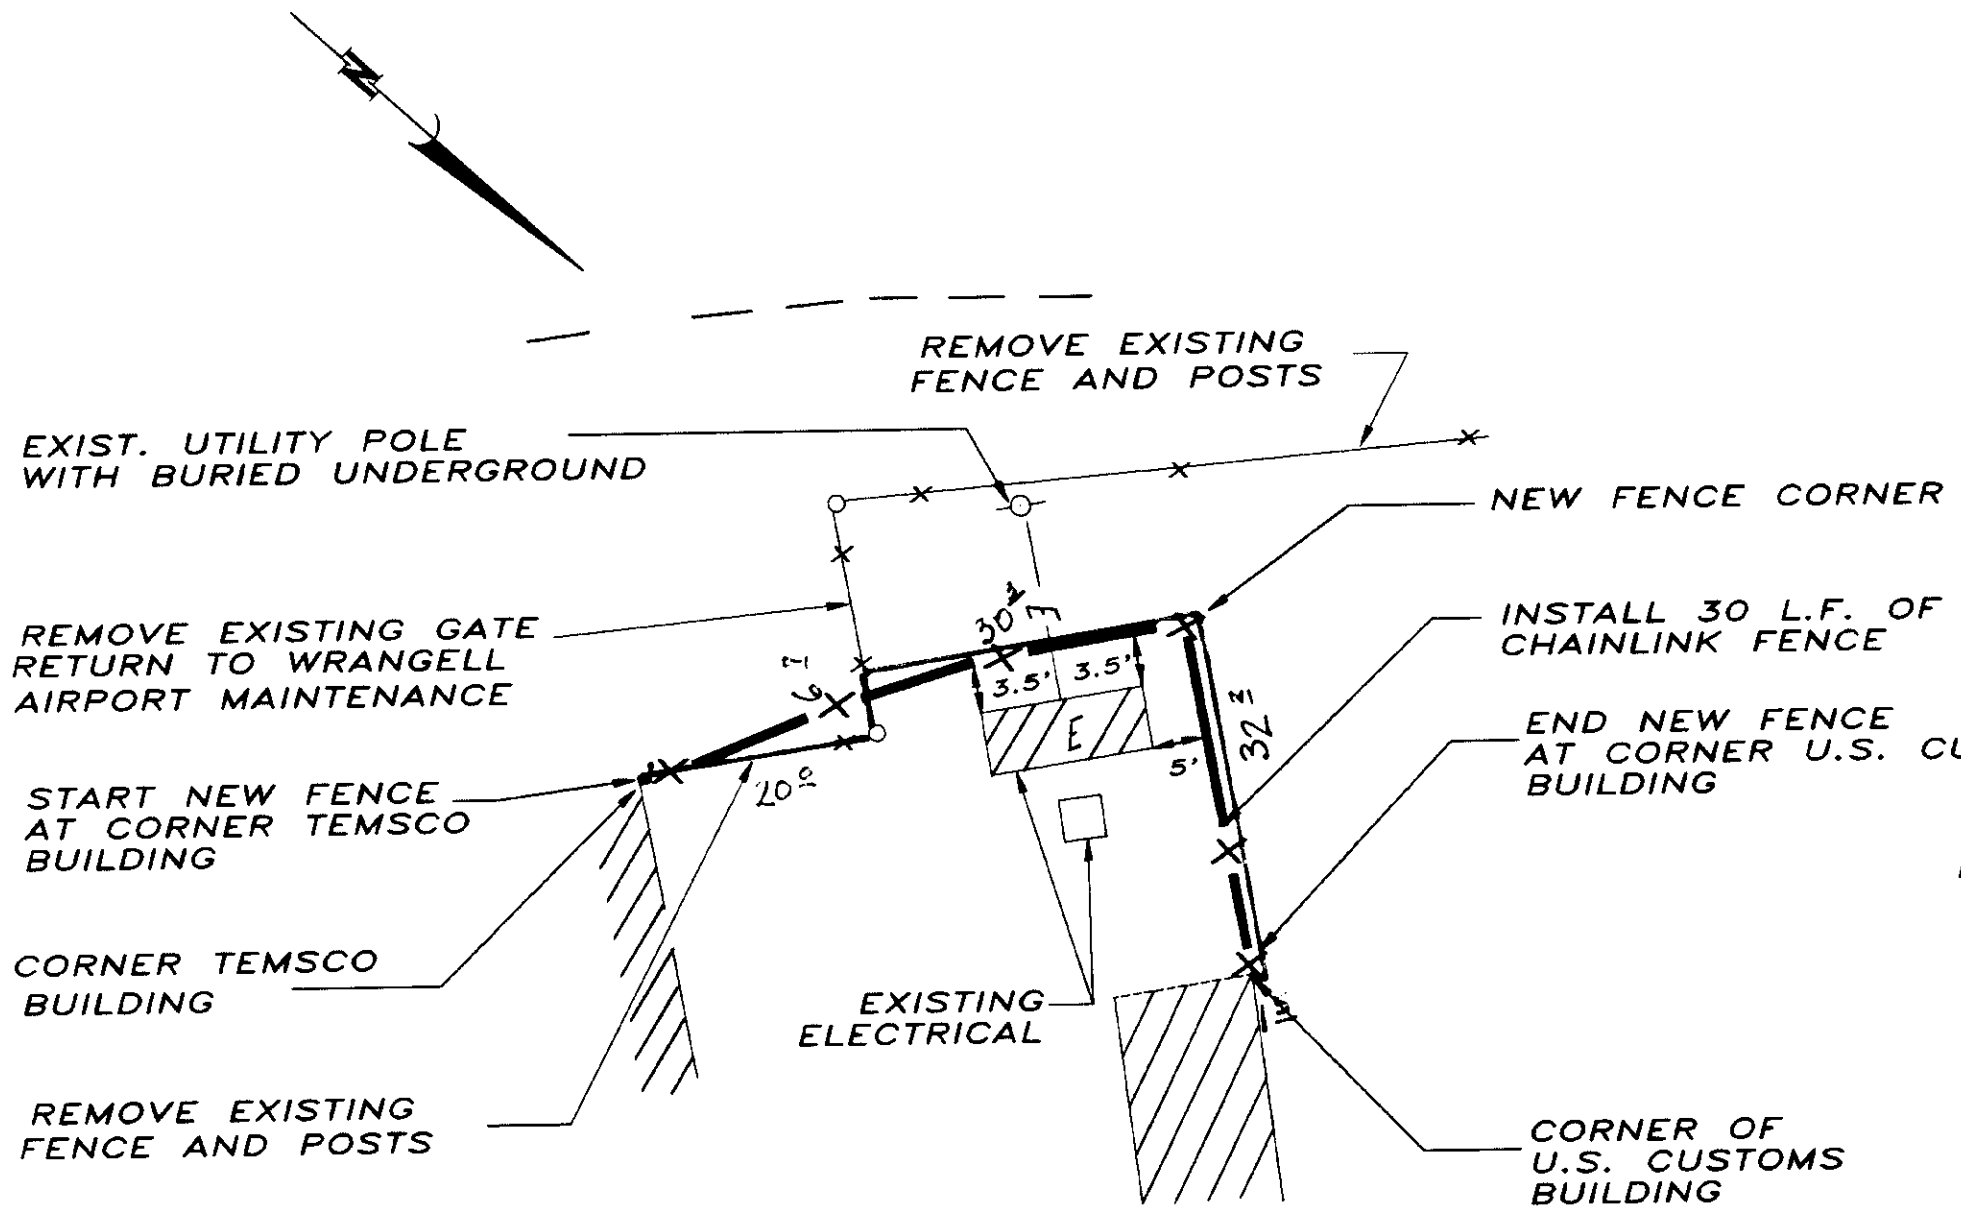 N
REMOVE EXISTING
FENCE AND POSTS
EXIST. UTILITY POLE
WITH BURIED UNDERGROUND
NEW FENCE CORNER
REMOVE EXISTING GATE
RETURN TO WRANGELL
AIRPORT MAINTENANCE
INSTALL 30 L.F. OF
CHAINLINK FENCE
3.5'
3.5'
E
5'
START NEW FENCE
AT CORNER TEMSCO
BUILDING
20
32
END NEW FENCE
AT CORNER U.S.
BUILDING
CORNER TEMSCO
BUILDING
EXISTING
ELECTRICAL
REMOVE EXISTING
FENCE AND POSTS
CORNER OF
U.S. CUSTOMS
BUILDING